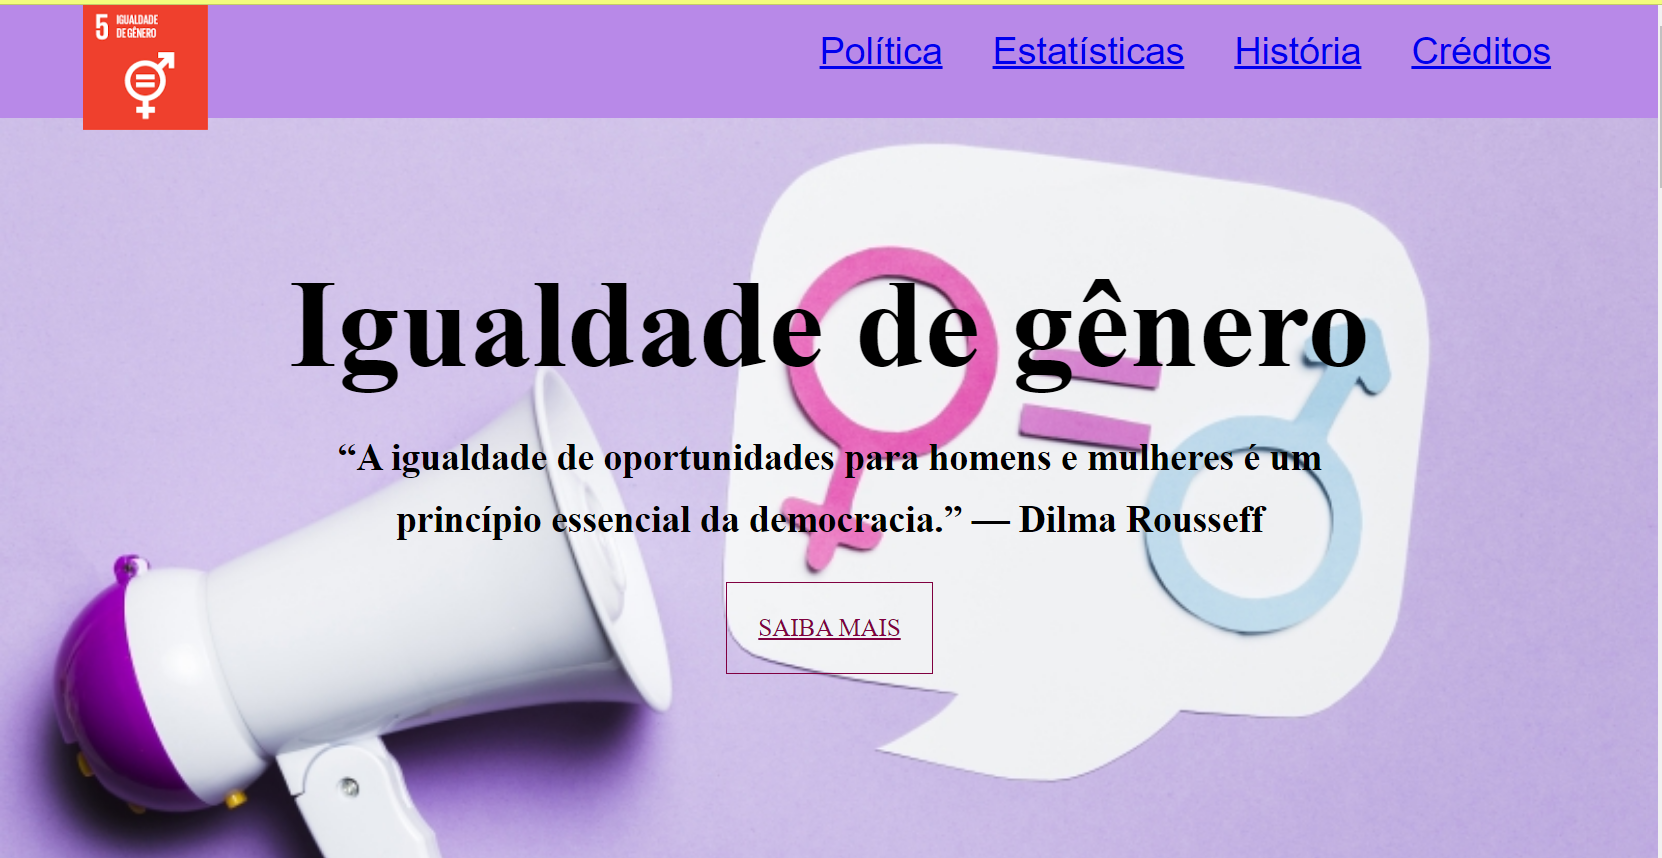 5 IGUALDADE
DE GÊNERO
Política Estatísticas História Créditos
Igualdade de gênero
“A igualdade de oportunidades para homens e mulheres é um
princípio essencial da democracia.” — Dilma Rousseff
SAIBA MAIS